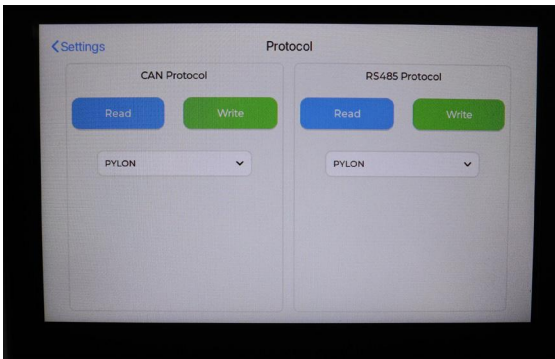 Settings
Protocol
CAN Protocol
RS485 Protocol
Read
Write
Read
Write
PYLON
PYLON